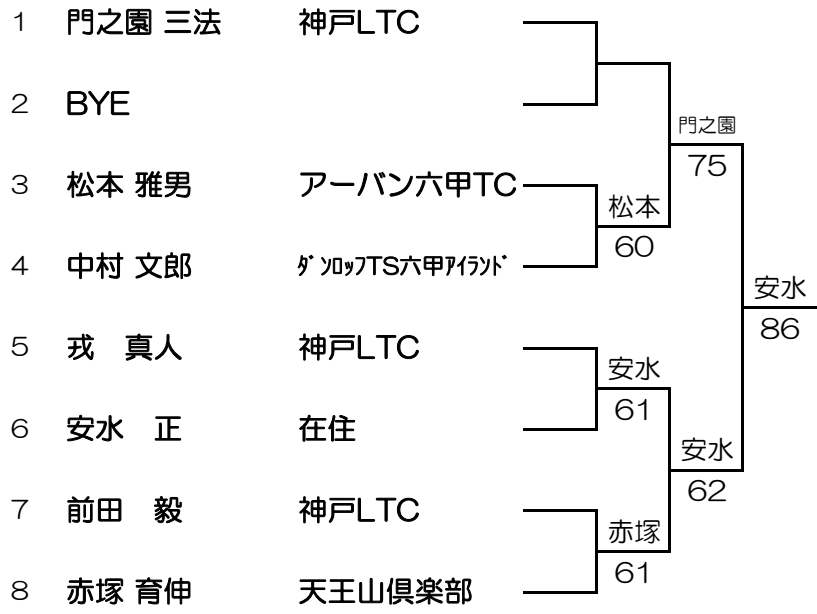 1 門之園 三法 神戸LTC
2 BYE
門之園
75
3 松本 雅男 アーバン六甲TC
松本
60
4 中村 文郎 ﾀﾞﾝﾛｯﾌTS六甲ｱｲﾗﾝﾄﾞ
安水
86
5 戎 真人 神戸LTC
安水
61
6 安水 正 在住
安水
62
7 前田 毅 神戸LTC
赤塚
61
8 赤塚 育伸 天王山倶楽部